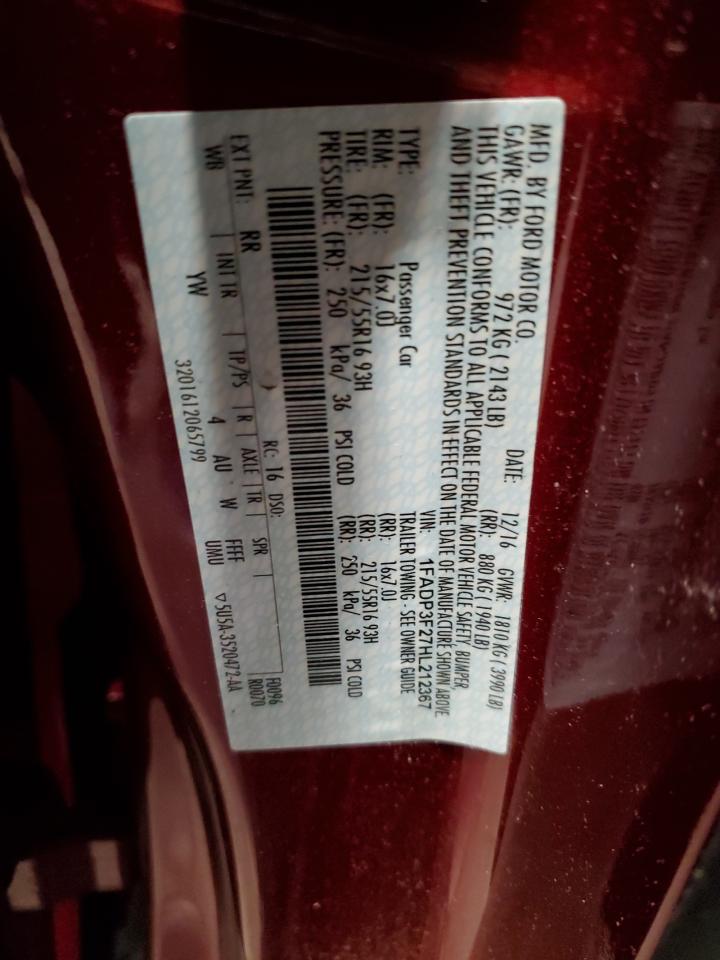 MFD. BY FORD MOTOR CO.
DATE: 12/16 GVWR: 1810 KG ( 3990 LB)
GAWR: (FR): 972 KG ( 2143 LB) (RR): 880 KG ( 1940 LB)
THIS VEHICLE CONFORMS TO ALL APPLICABLE FEDERAL MOTOR VEHICLE SAFETY, BUMPER,
AND THEFT PREVENTION STANDARDS IN EFFECT ON THE DATE OF MANUFACTURE SHOWN ABOVE
VIN: 1FADP3F27HL212367
TYPE: Passenger Car TRAILER TOWING - SEE OWNER GUIDE
RIM: (FR): 16x7.0J (RR): 16x7.0J
TIRE: (FR): 215/55R16 93H (RR): 215/55R16 93H
PRESSURE: (FR): 250 kPa/ 36 PSI COLD (RR): 250 kPa/ 36 PSI COLD
EXT PNT: RR RC: 16 DSO: F0096
WB | INT TR | TP/PS | R | AXLE | TR | SPR | R0070
YW 4 AU W FFFF
UMU
3201612065799 ▽5U5A-3520472-AA